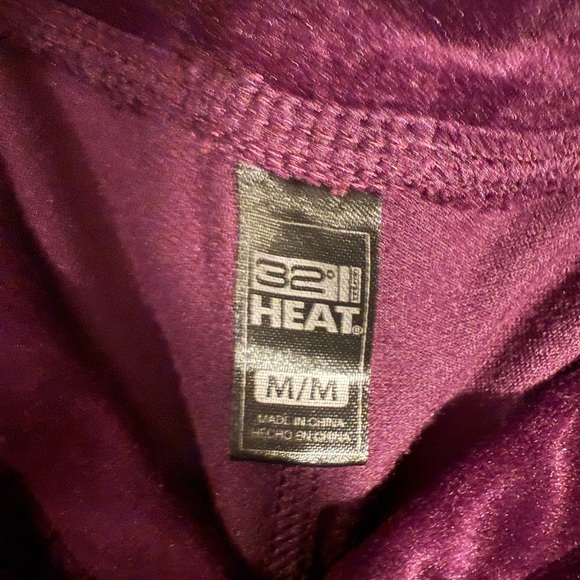 32°
HEAT®
M/M
MADE IN CHINA
HECHO EN CHINA